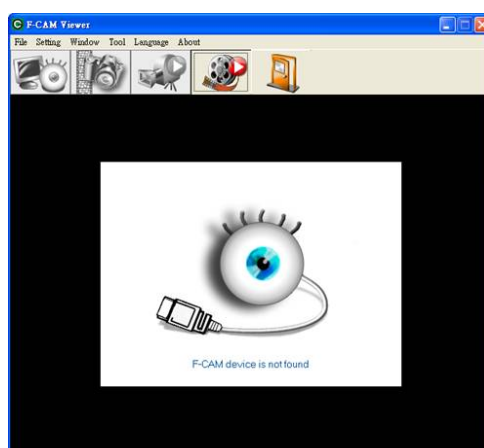 F-CAM Viewer
File Setting Window Tool Language About
F-CAM device is not found